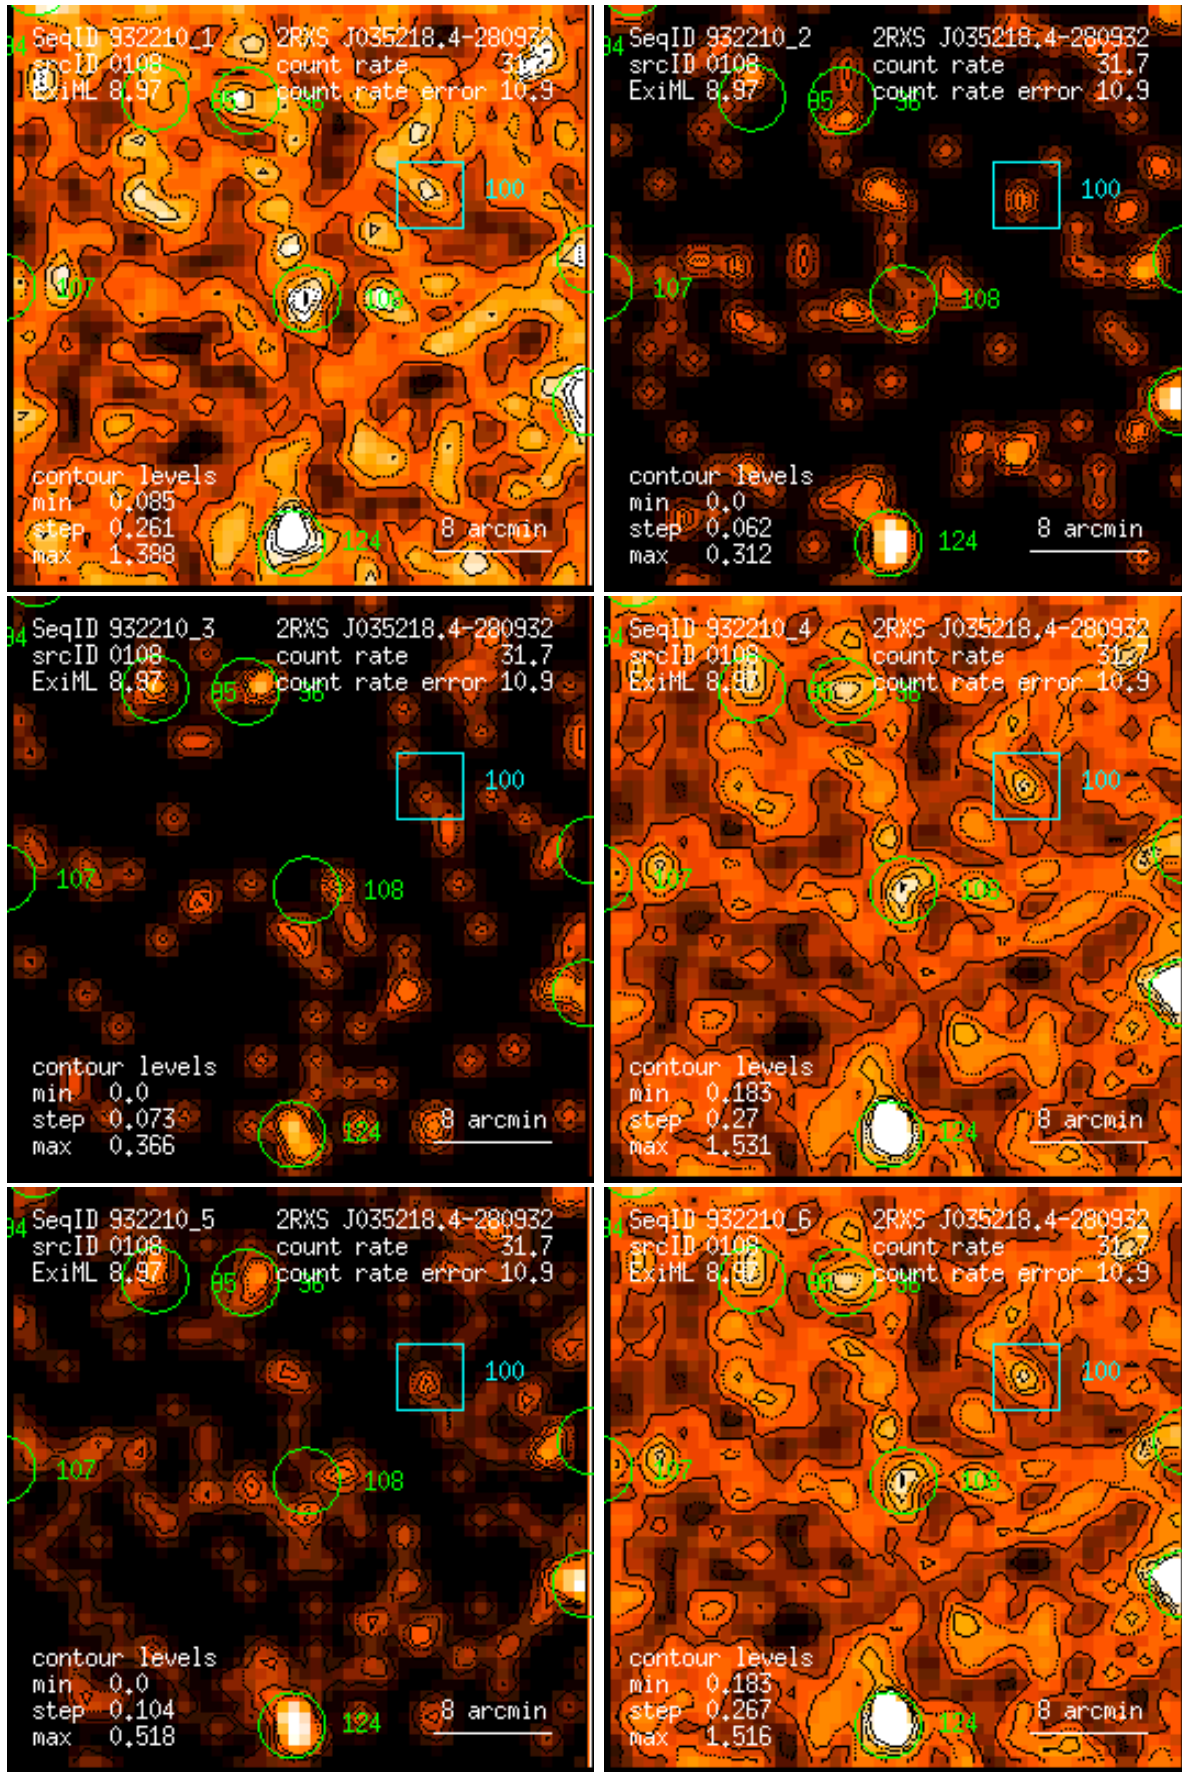 SeqID 932210_1 2RXS J035218.4-280932
94 srcID 0108 count rate 31.7
ExiML 8.97 95 96 count rate error 10.9
100
107 108
contour levels
min 0.085
step 0.261 8 arcmin
max 1.388 124
SeqID 932210_2 2RXS J035218.4-280932
94 srcID 0108 count rate 31.7
ExiML 8.97 95 96 count rate error 10.9
100
107 108
contour levels
min 0.0
step 0.062 8 arcmin
max 0.312 124
SeqID 932210_3 2RXS J035218.4-280932
94 srcID 0108 count rate 31.7
ExiML 8.97 95 96 count rate error 10.9
100
107 108
contour levels
min 0.0
step 0.073 8 arcmin
max 0.366 124
SeqID 932210_4 2RXS J035218.4-280932
94 srcID 0108 count rate 31.7
ExiML 8.97 95 96 count rate error 10.9
100
107 108
contour levels
min 0.183
step 0.27 8 arcmin
max 1.531 124
SeqID 932210_5 2RXS J035218.4-280932
94 srcID 0108 count rate 31.7
ExiML 8.97 95 96 count rate error 10.9
100
107 108
contour levels
min 0.0
step 0.104 8 arcmin
max 0.518 124
SeqID 932210_6 2RXS J035218.4-280932
94 srcID 0108 count rate 31.7
ExiML 8.97 95 96 count rate error 10.9
100
107 108
contour levels
min 0.183
step 0.267 8 arcmin
max 1.516 124